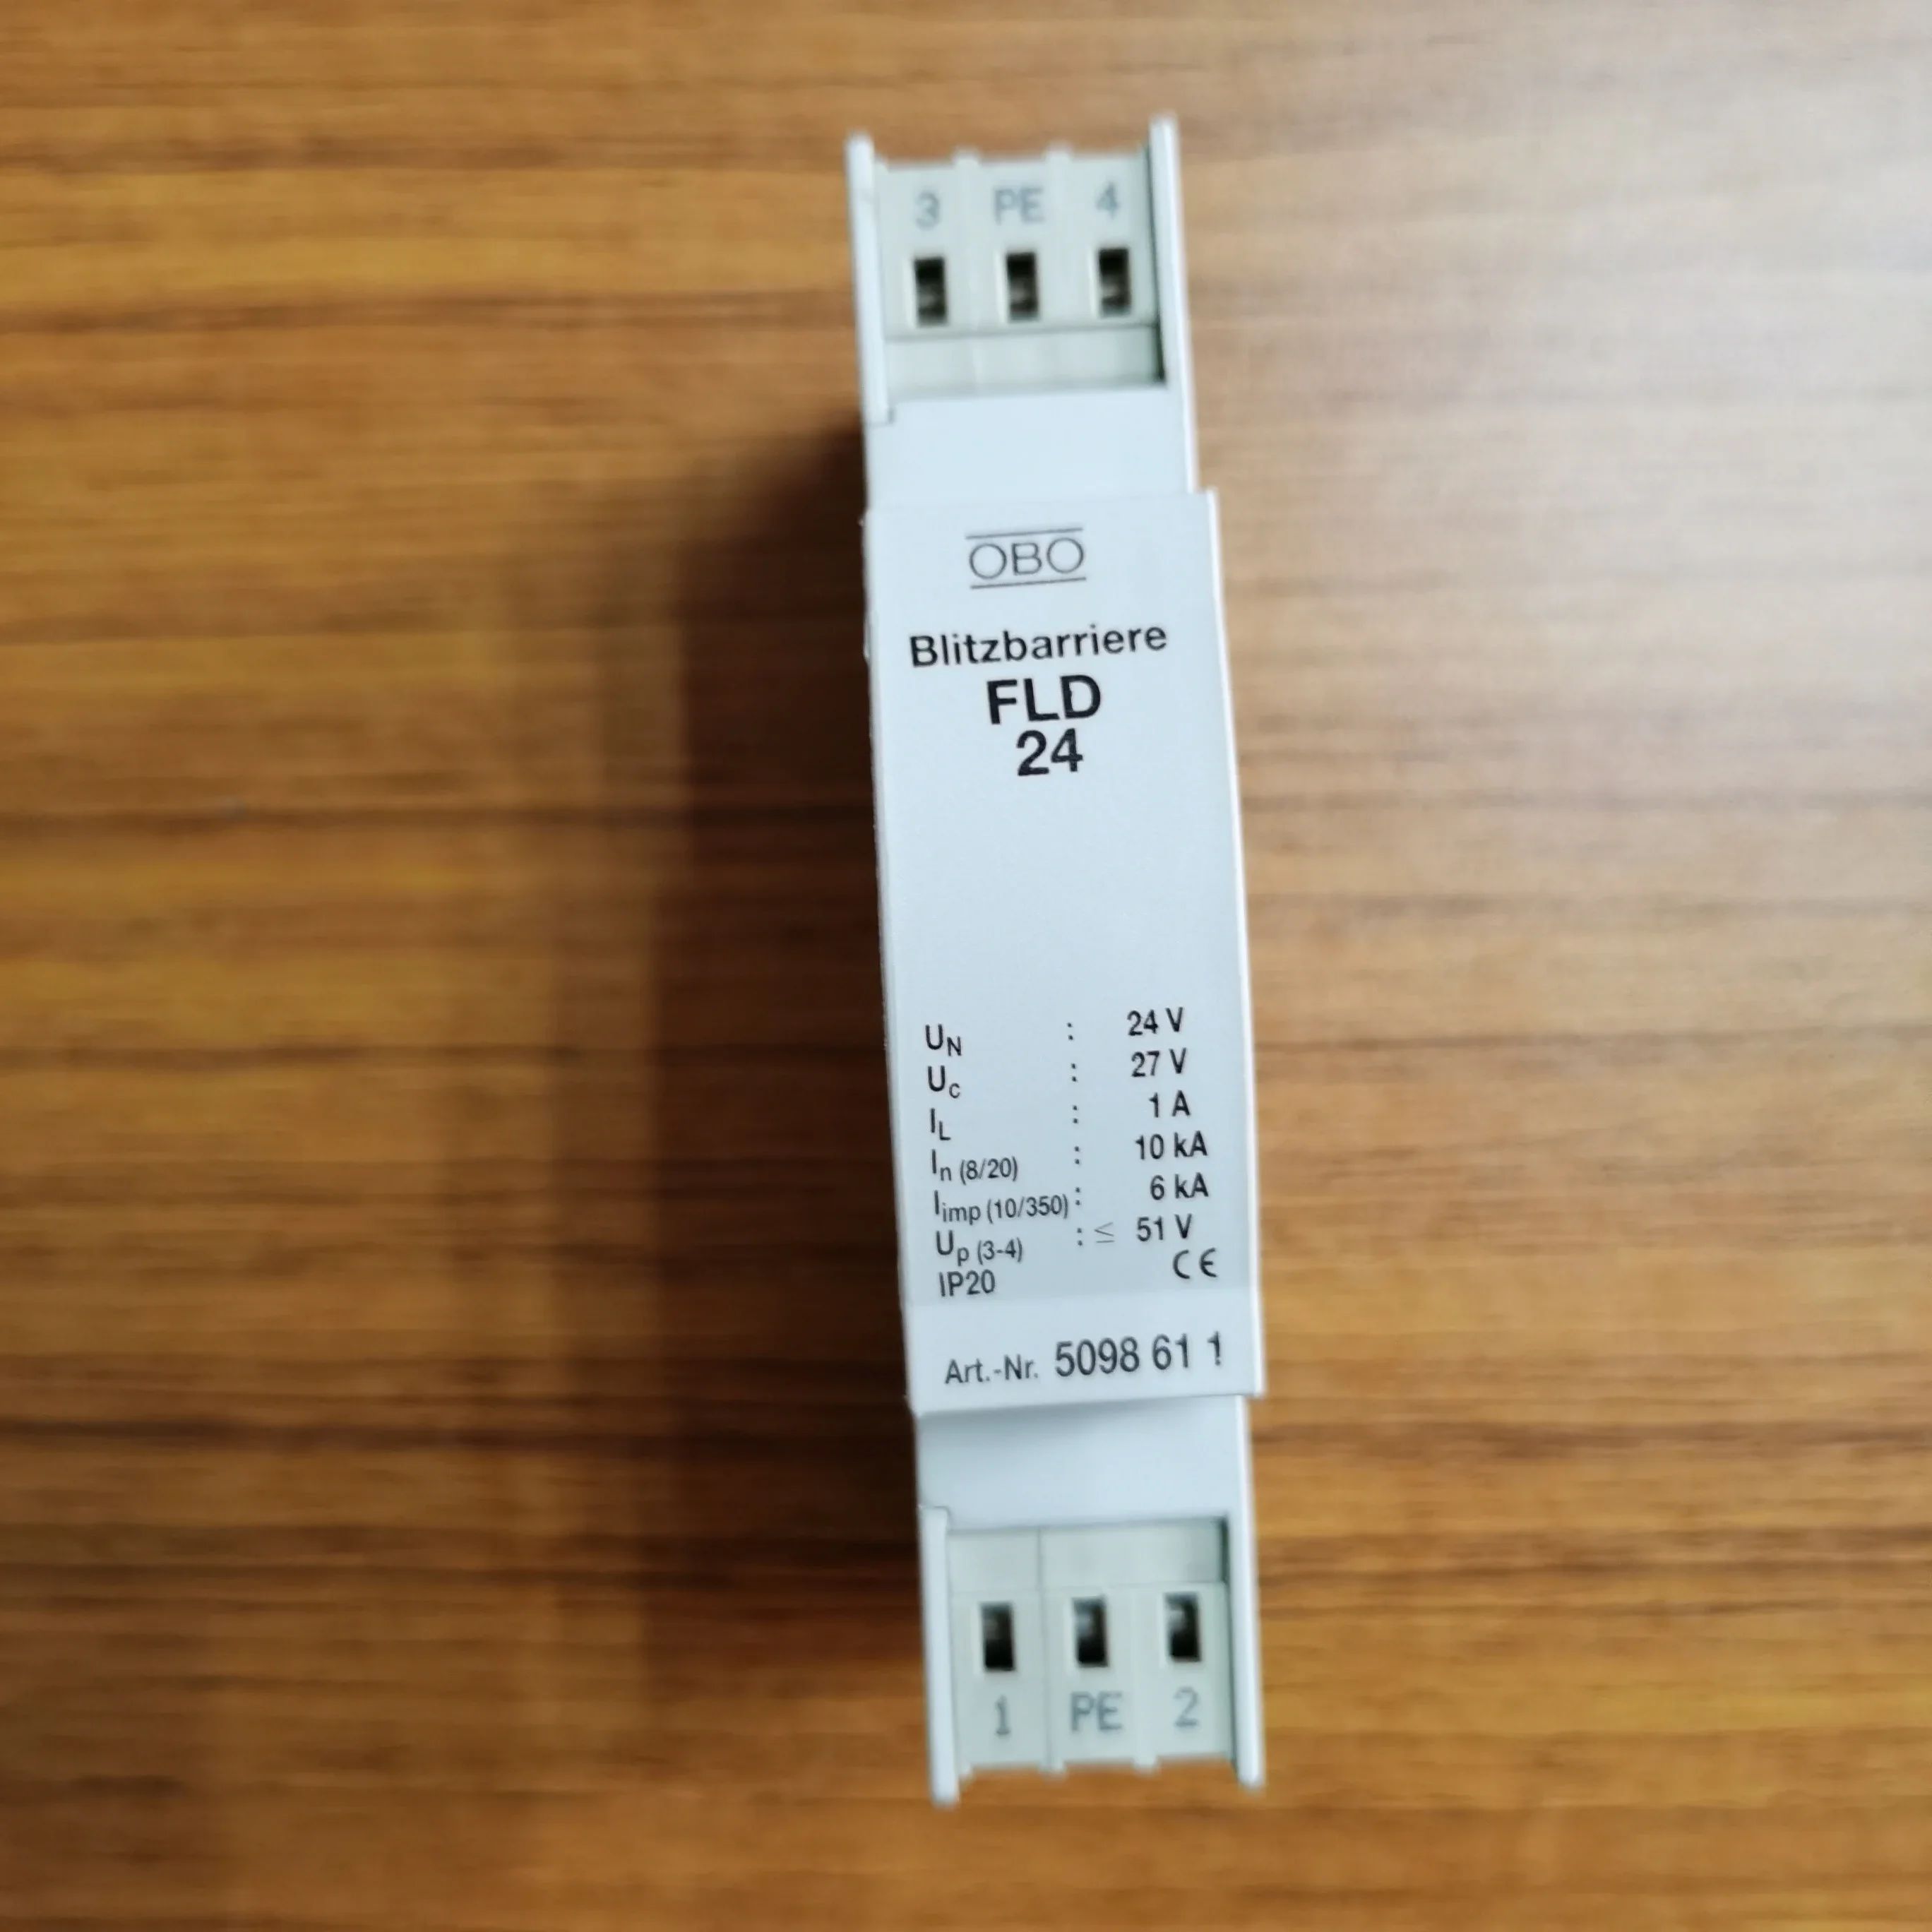 3 PE 4
OBO
Blitzbarriere
FLD
24
UN : 24 V
Uc : 27 V
IL : 1 A
In (8/20) : 10 kA
Iimp (10/350) : 6 kA
Up (3-4) : ≤ 51 V
IP20 CE
Art.-Nr. 5098 61 1
1 PE 2